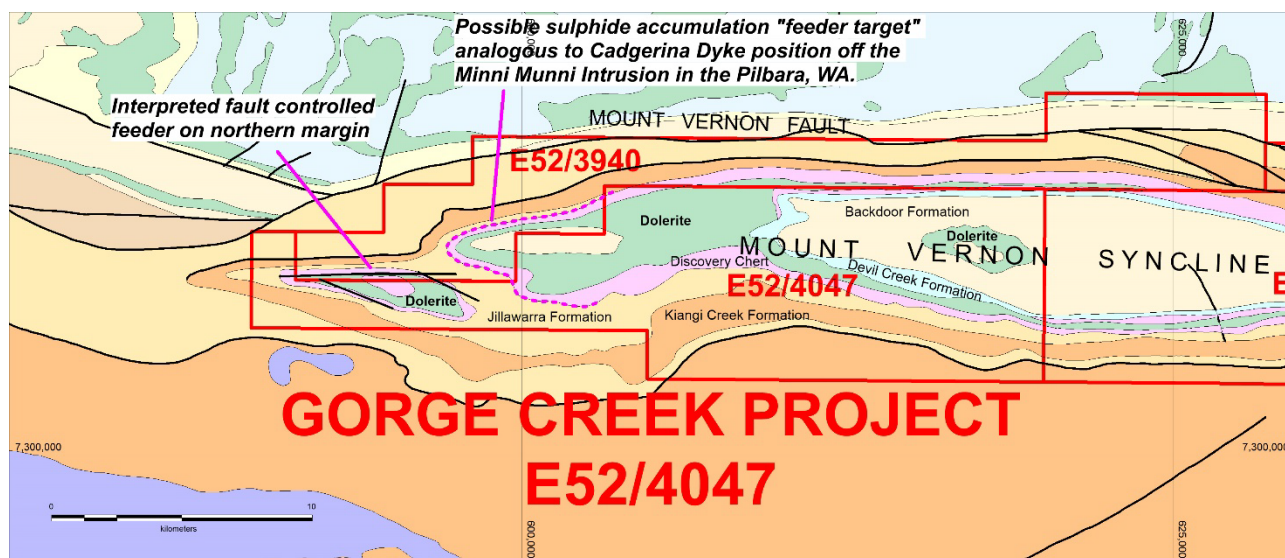 Possible sulphide accumulation "feeder target"
analogous to Cadgerina Dyke position off the
Minni Munni Intrusion in the Pilbara, WA.
625,000
Interpreted fault controlled
feeder on northern margin
MOUNT VERNON FAULT
E52/3940
Dolerite
Backdoor Formation
Dolerite
MOUNT VERNON SYNCLINE
Discovery Chert
Devil Creek Formation
E52/4047
E
Dolerite
Jillawarra Formation
Kiangi Creek Formation
GORGE CREEK PROJECT
E52/4047
7,300,000
7,300,000
0 10
kilometers
600,000
625,000